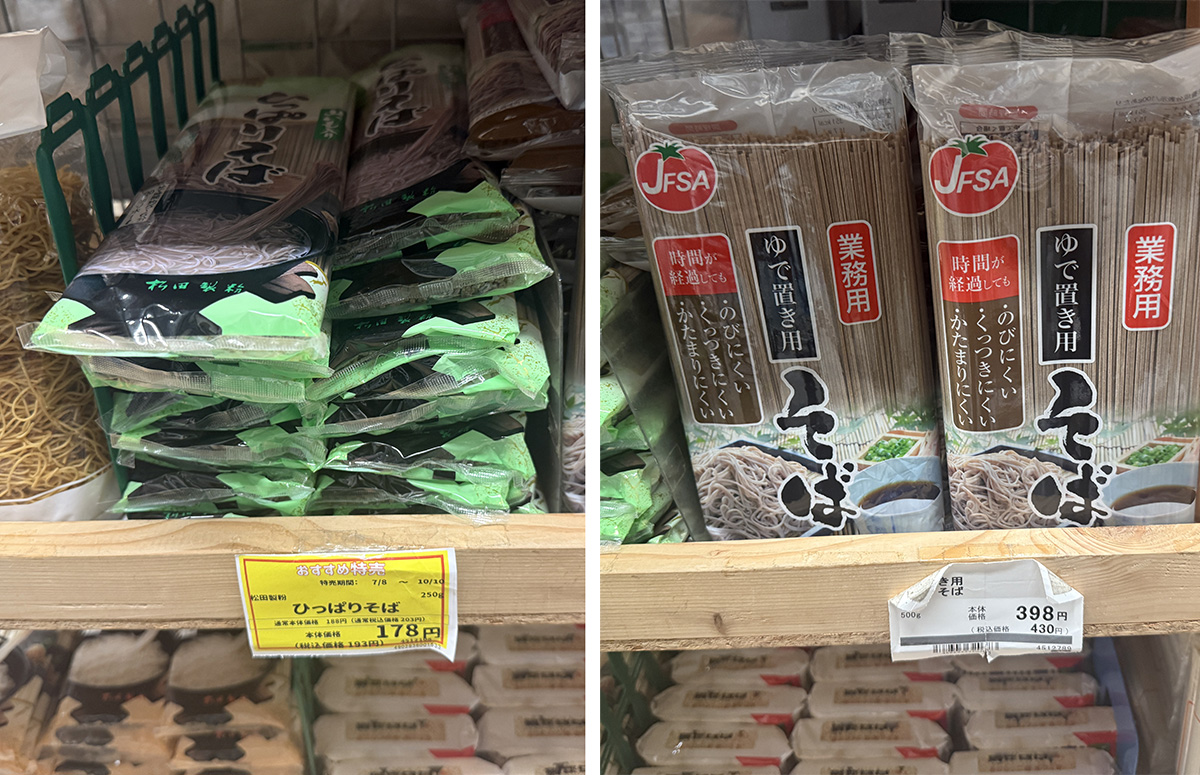 ひっぱりそば
松田製粉
おすすめ特売
特売期間： 7/8 ～ 10/10
松田製粉 250g
ひっぱりそば
通常本体価格 188円（通常税込価格 203円）
本体価格 178円
（税込価格 193円）
JFSA
時間が
経過しても
・のびにくい
・くっつきにくい
・かたまりにくい
ゆで置き用
業務用
そば
JFSA
時間が
経過しても
・のびにくい
・くっつきにくい
・かたまりにくい
ゆで置き用
業務用
そば
き用
そば
500g
本体
価格 398円
（税込価格 430円）
4512789